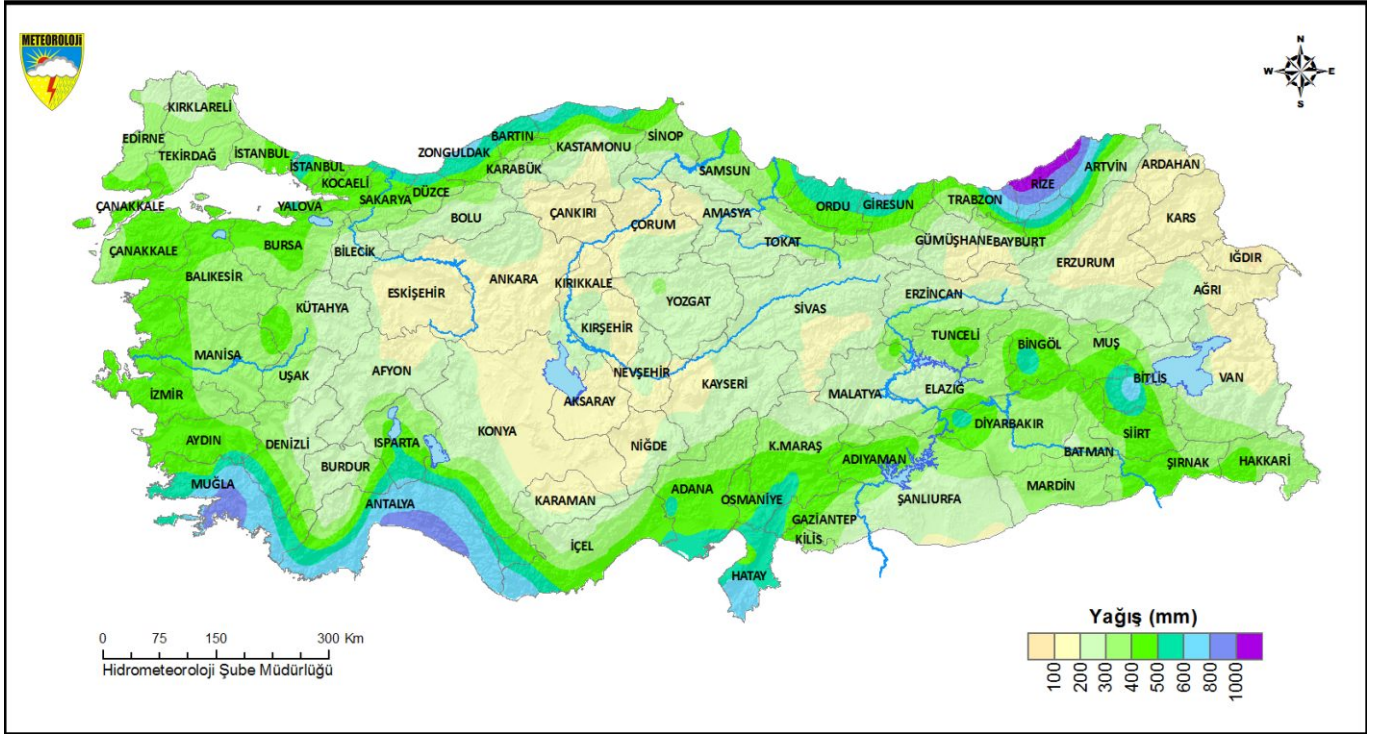 METEOROLOJİ
N
W
E
S
KIRKLARELİ
EDİRNE
TEKİRDAĞ
İSTANBUL
İSTANBUL
KOCAELİ
ÇANAKKALE
YALOVA
SAKARYA
DÜZCE
ZONGULDAK
BARTIN
KARABÜK
KASTAMONU
SİNOP
SAMSUN
ORDU
GİRESUN
TRABZON
RİZE
ARTVİN
ARDAHAN
ÇANAKKALE
BURSA
BİLECİK
BOLU
ÇANKIRI
ÇORUM
AMASYA
TOKAT
GÜMÜŞHANE
BAYBURT
ERZURUM
KARS
IĞDIR
BALIKESİR
KÜTAHYA
ESKİŞEHİR
ANKARA
KIRIKKALE
YOZGAT
SİVAS
ERZİNCAN
AĞRI
MANİSA
UŞAK
AFYON
KIRŞEHİR
NEVŞEHİR
KAYSERİ
MALATYA
TUNCELİ
ELAZIĞ
BİNGÖL
MUŞ
BİTLİS
VAN
İZMİR
AYDIN
DENİZLİ
ISPARTA
BURDUR
KONYA
AKSARAY
NİĞDE
K.MARAŞ
ADIYAMAN
DİYARBAKIR
BATMAN
SİİRT
ŞIRNAK
HAKKARİ
MUĞLA
ANTALYA
KARAMAN
İÇEL
ADANA
OSMANİYE
GAZİANTEP
KİLİS
ŞANLIURFA
MARDİN
HATAY
0 75 150 300 Km
Hidrometeoroloji Şube Müdürlüğü
Yağış (mm)
100
200
300
400
500
600
800
1000